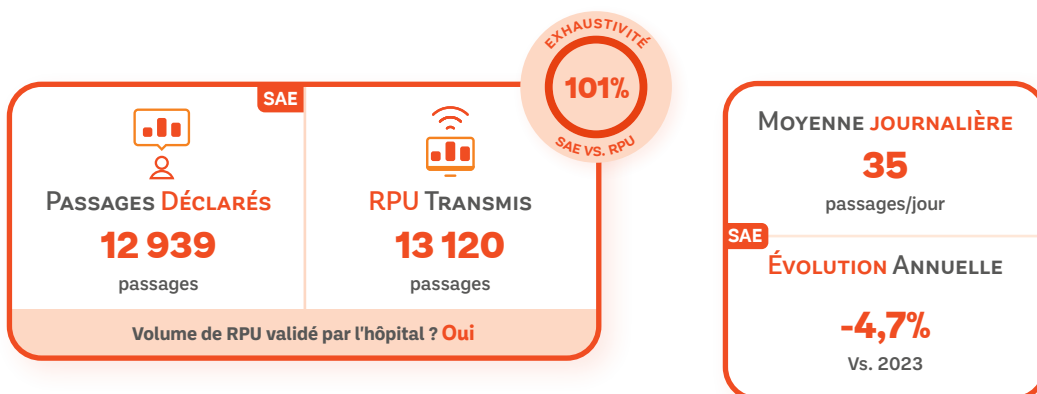 EXHAUSTIVITÉ
101%
SAE VS. RPU
SAE
PASSAGES DÉCLARÉS
12 939
passages
RPU TRANSMIS
13 120
passages
Volume de RPU validé par l'hôpital ? Oui
MOYENNE JOURNALIÈRE
35
passages/jour
SAE
ÉVOLUTION ANNUELLE
-4,7%
Vs. 2023